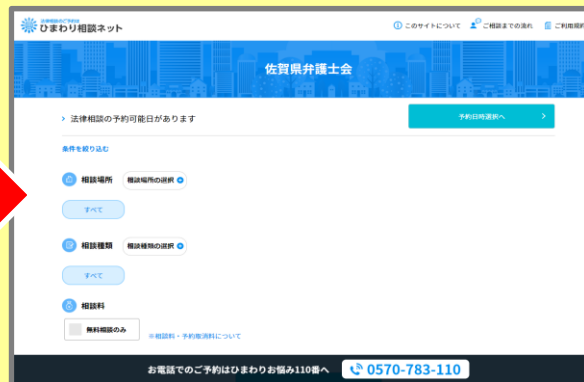 法律相談のご予約は
ひまわり相談ネット
このサイトについて
ご相談までの流れ
ご利用規約
佐賀県弁護士会
法律相談の予約可能日があります
予約日時選択へ
条件を絞り込む
相談場所
相談場所の選択
すべて
相談種類
相談種類の選択
すべて
相談料
無料相談のみ
※相談料・予約取消料について
お電話でのご予約はひまわりお悩み110番へ
0570-783-110